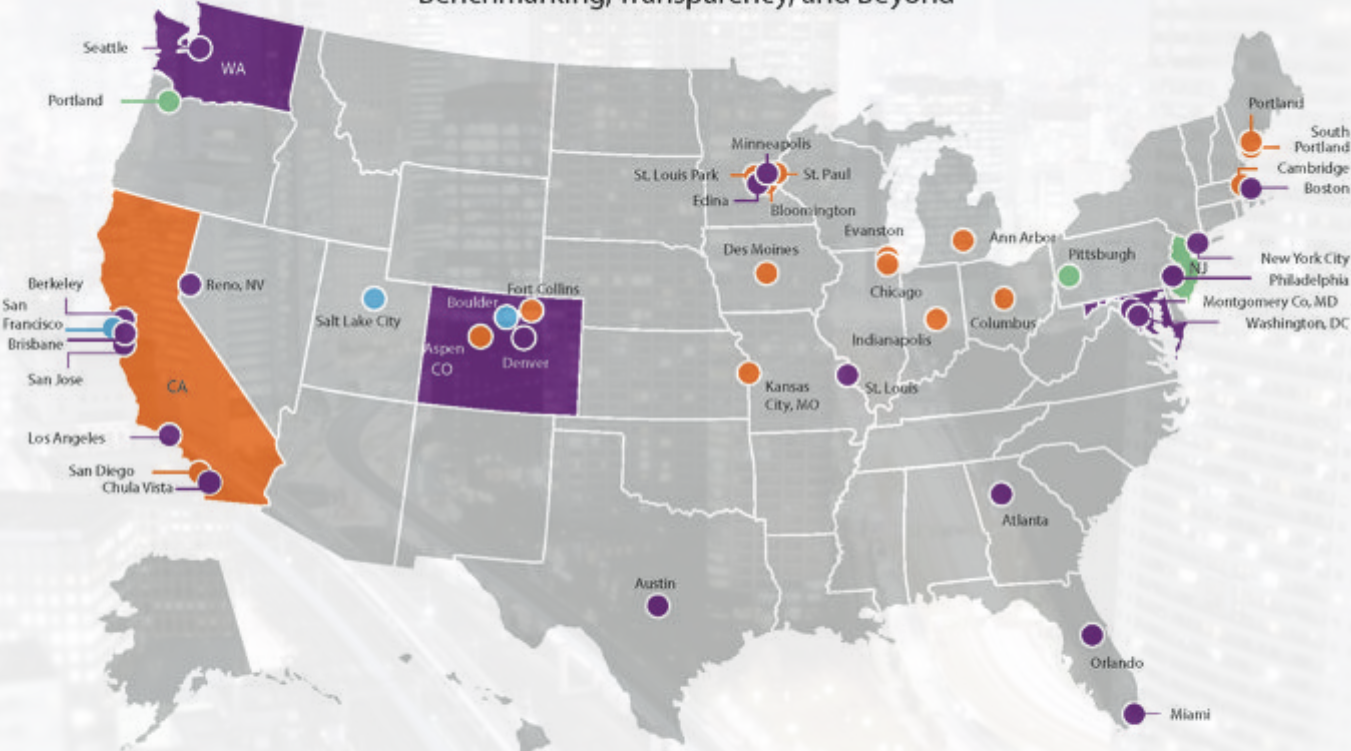 Benchmarking, Transparency, and Beyond
Seattle
WA
Portland
Portland
South
Portland
Cambridge
Boston
Minneapolis
St. Louis Park
St. Paul
Edina
Bloomington
Evanston
Ann Arbor
Des Moines
Pittsburgh
New York City
NJ
Philadelphia
Berkeley
Reno, NV
Fort Collins
Boulder
Chicago
Montgomery Co, MD
San
Francisco
Salt Lake City
Columbus
Washington, DC
Brisbane
Indianapolis
Aspen
CO
Denver
San Jose
CA
Kansas
City, MO
St. Louis
Los Angeles
San Diego
Chula Vista
Atlanta
Austin
Orlando
Miami